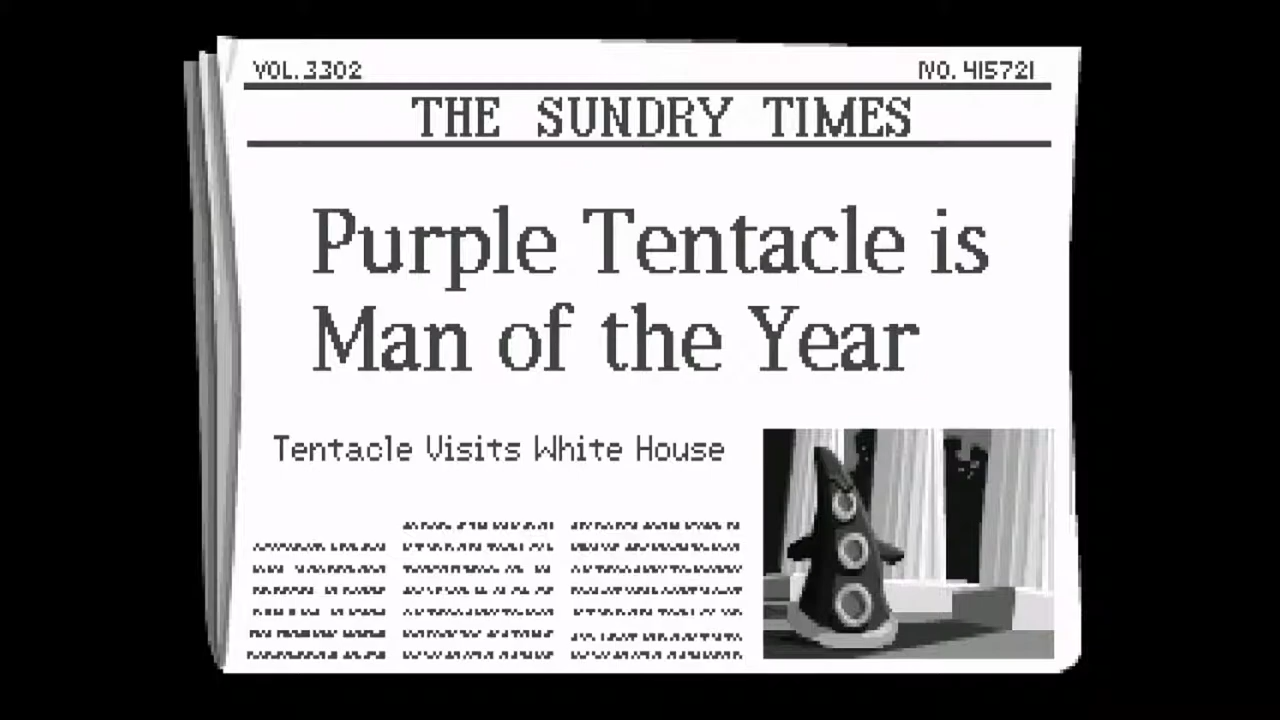 VOL. 3302
NO. 415721
THE SUNDRY TIMES
Purple Tentacle is
Man of the Year
Tentacle Visits White House